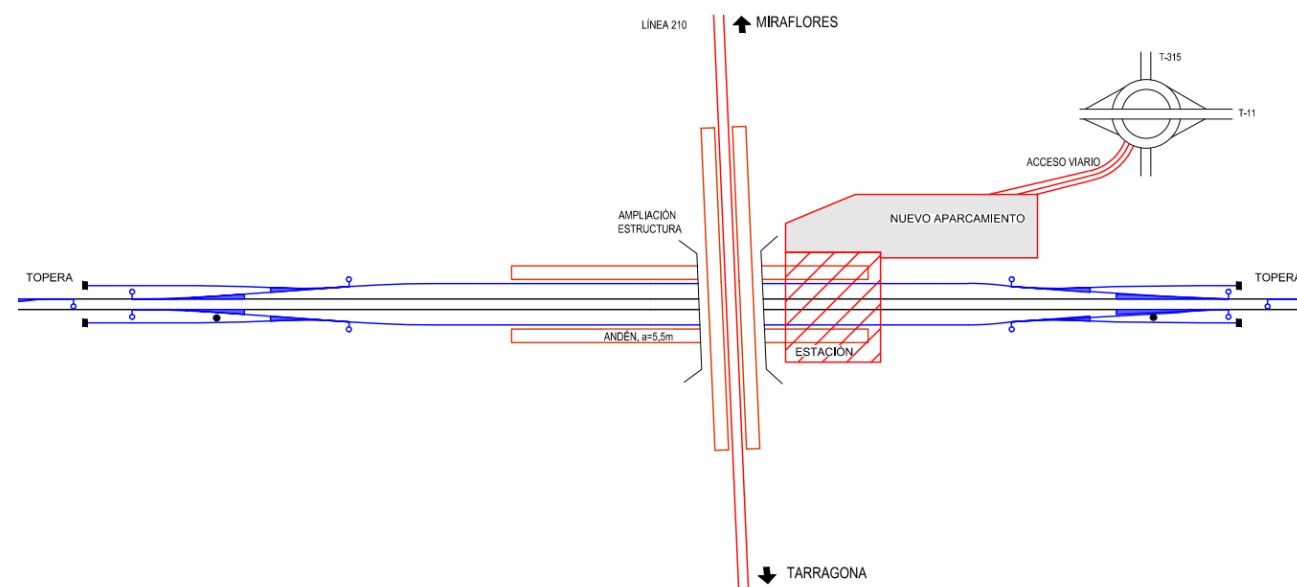 LÍNEA 210
MIRAFLORES
T-315
T-11
ACCESO VIARIO
AMPLIACIÓN
ESTRUCTURA
NUEVO APARCAMIENTO
TOPERA
TOPERA
ANDÉN, a=5,5m
ESTACIÓN
TARRAGONA